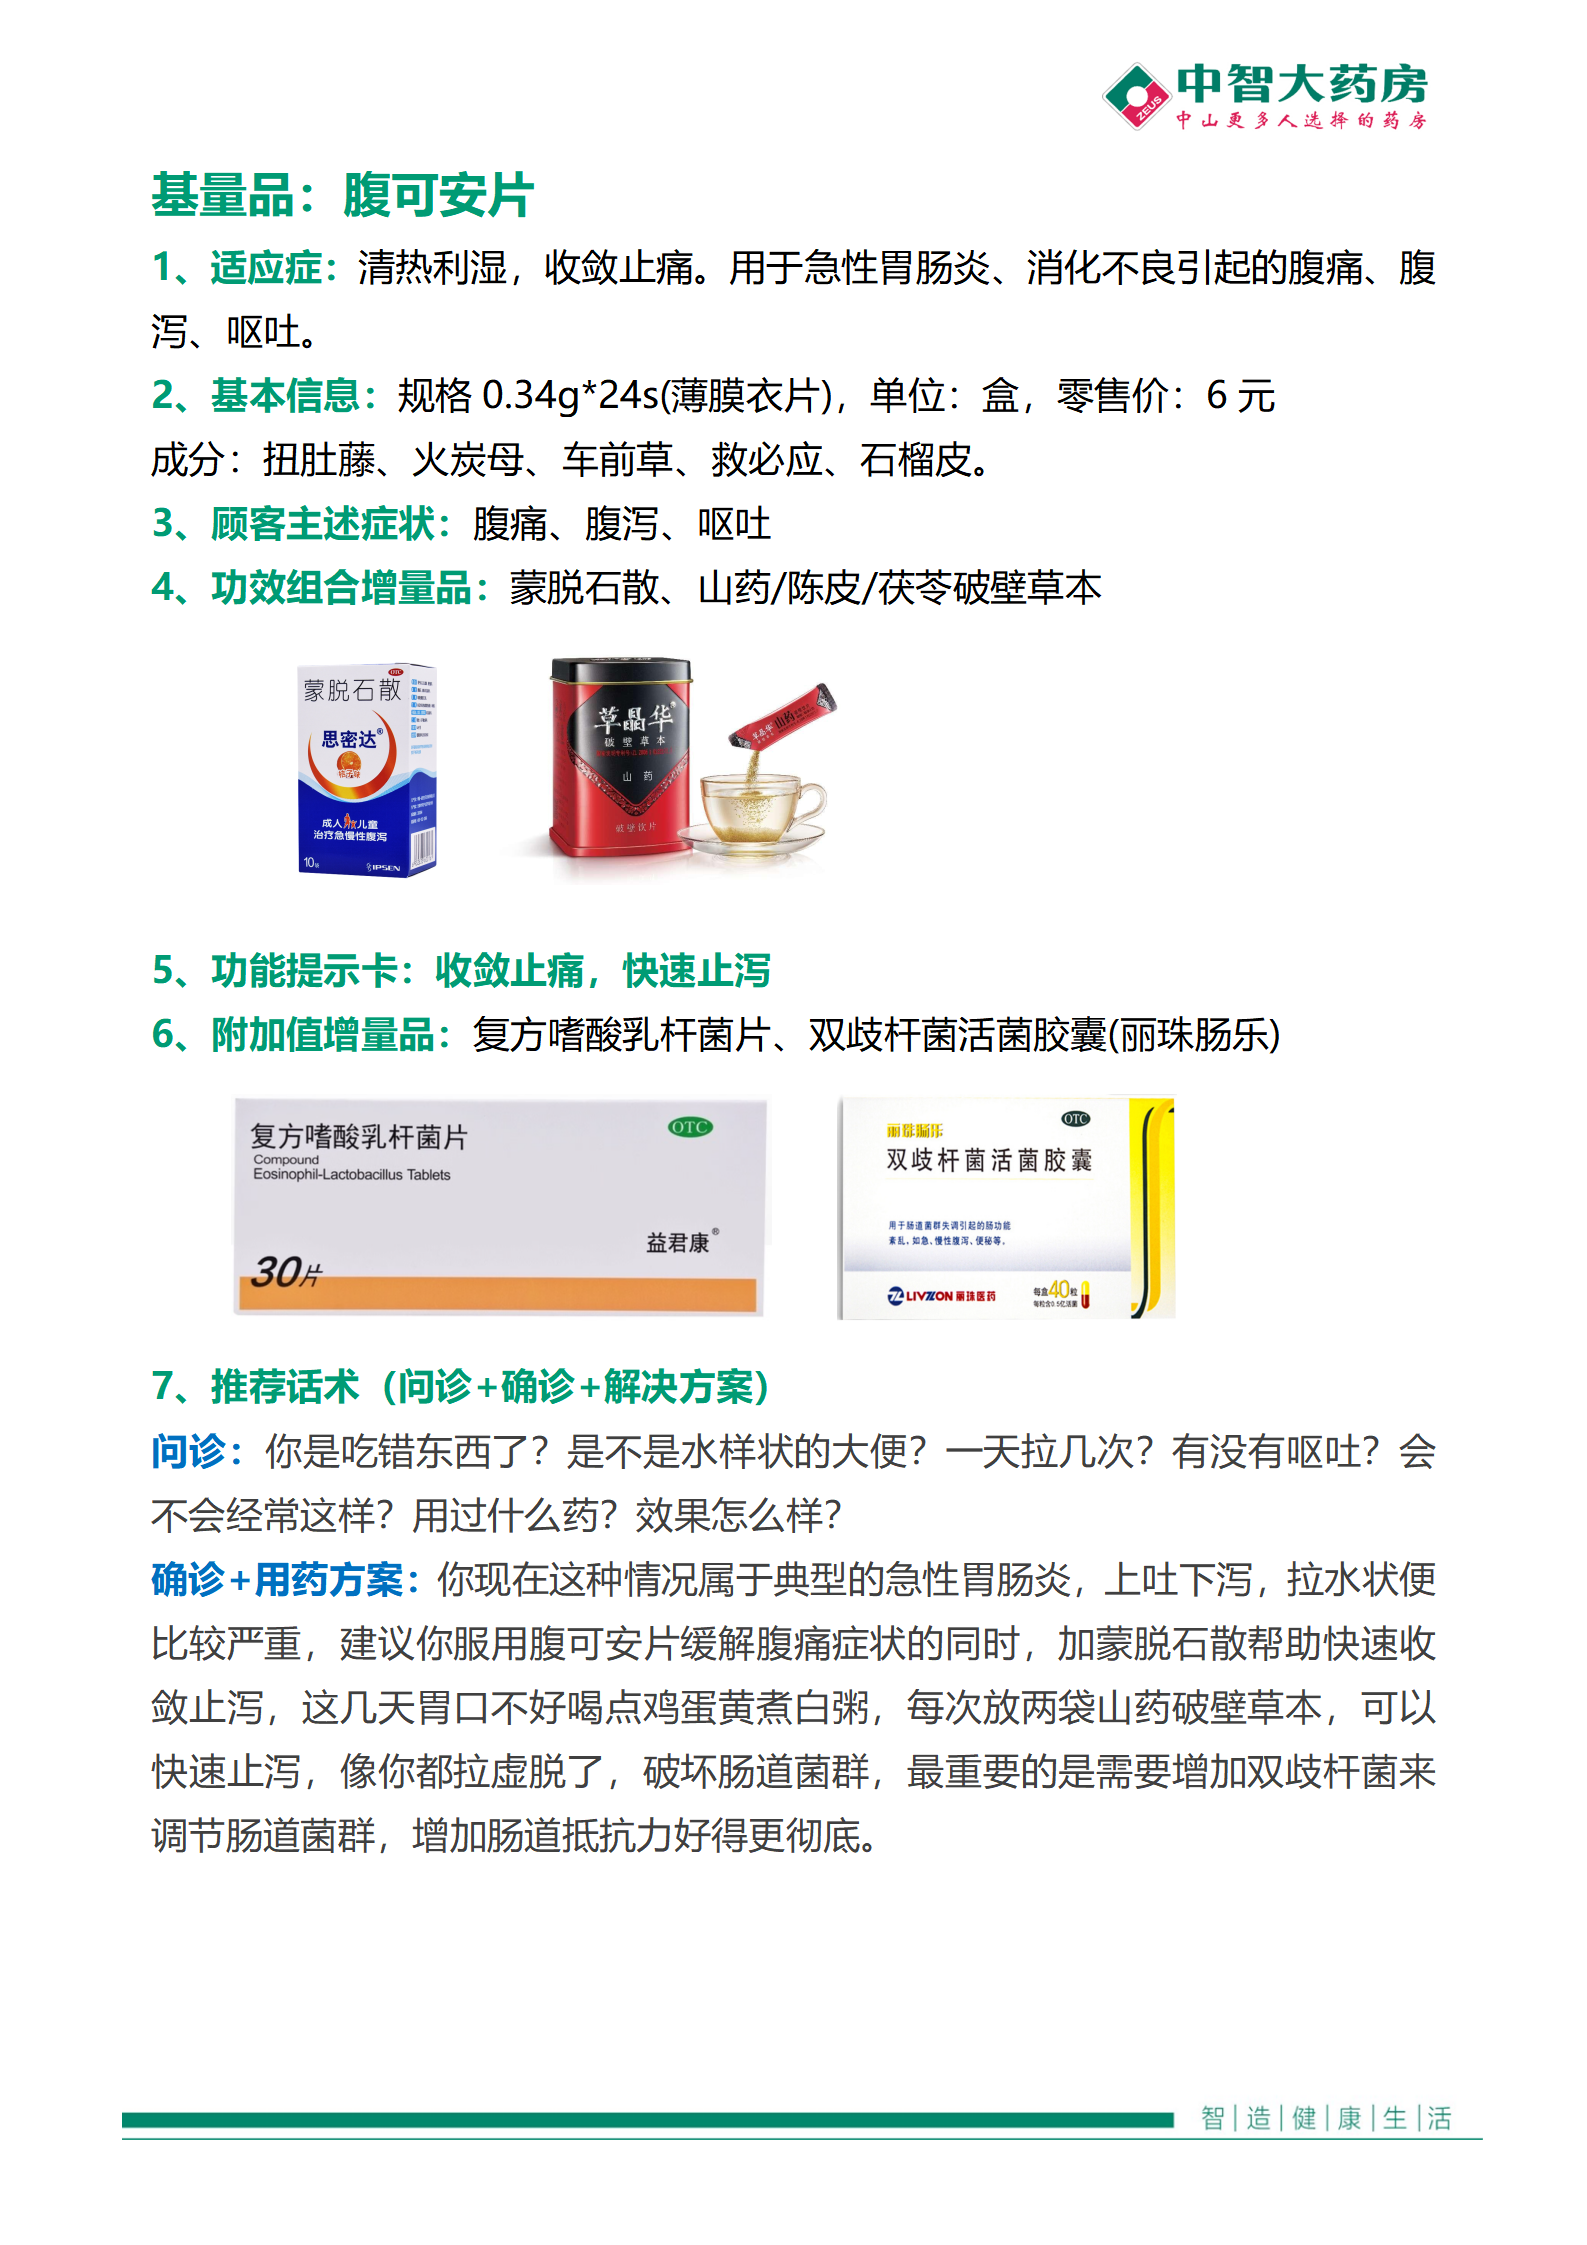 中智大药房
ZEUS
中山更多人选择的药房
基量品：腹可安片
1、适应症：清热利湿，收敛止痛。用于急性胃肠炎、消化不良引起的腹痛、腹
泻、呕吐。
2、基本信息：规格 0.34g*24s(薄膜衣片)，单位：盒，零售价：6 元
成分：扭肚藤、火炭母、车前草、救必应、石榴皮。
3、顾客主述症状：腹痛、腹泻、呕吐
4、功效组合增量品：蒙脱石散、山药/陈皮/茯苓破壁草本
OTC
蒙脱石散
思密达®
橘子味
成人 儿童
治疗急慢性腹泻
10袋
IPSEN
草晶华®
破壁草本
山药
破壁饮片
草晶华 山药
5、功能提示卡：收敛止痛，快速止泻
6、附加值增量品：复方嗜酸乳杆菌片、双歧杆菌活菌胶囊(丽珠肠乐)
复方嗜酸乳杆菌片
OTC
Compound
Eosinophil-Lactobacillus Tablets
益君康®
30片
OTC
丽珠肠乐
双歧杆菌活菌胶囊
用于肠道菌群失调引起的肠功能
紊乱、如急、慢性腹泻、便秘等。
LIVZON 丽珠医药
每盒40粒
每粒含0.5亿活菌
7、推荐话术（问诊+确诊+解决方案）
问诊：你是吃错东西了？是不是水样状的大便？一天拉几次？有没有呕吐？会
不会经常这样？用过什么药？效果怎么样？
确诊+用药方案：你现在这种情况属于典型的急性胃肠炎，上吐下泻，拉水状便
比较严重，建议你服用腹可安片缓解腹痛症状的同时，加蒙脱石散帮助快速收
敛止泻，这几天胃口不好喝点鸡蛋黄煮白粥，每次放两袋山药破壁草本，可以
快速止泻，像你都拉虚脱了，破坏肠道菌群，最重要的是需要增加双歧杆菌来
调节肠道菌群，增加肠道抵抗力好得更彻底。
智|造|健|康|生|活